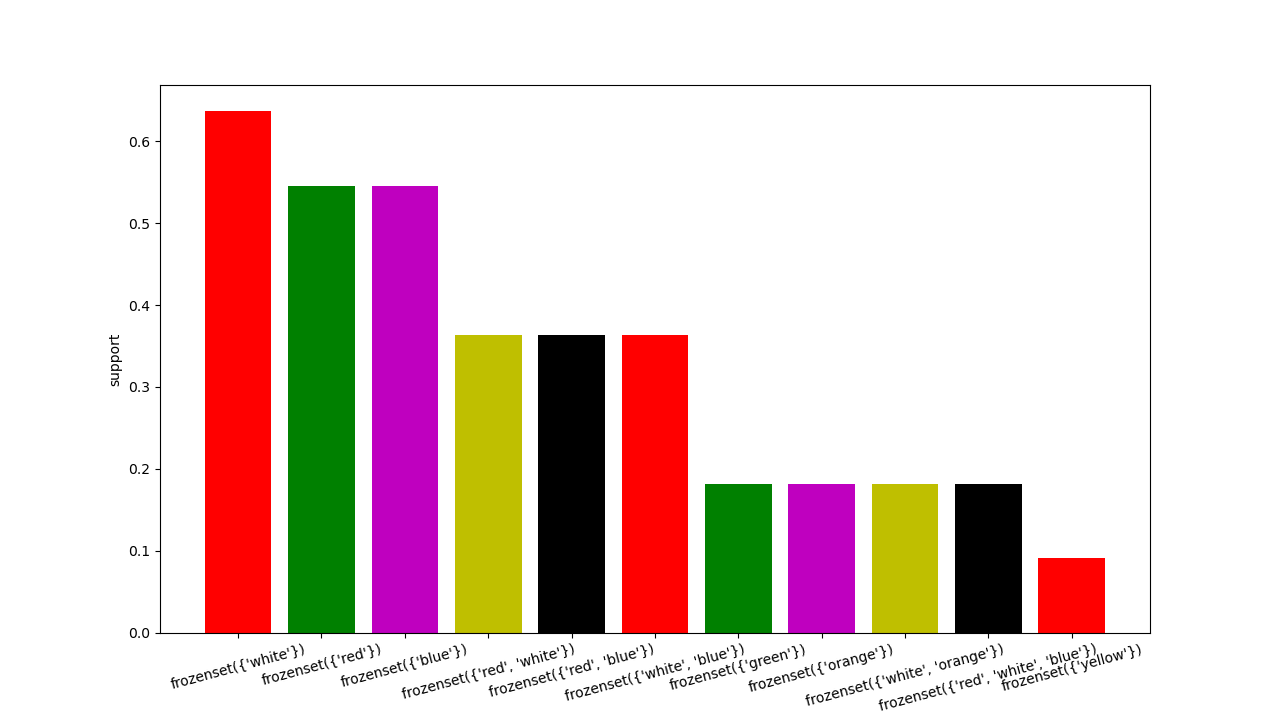 0.6
0.5
0.4
0.3
0.2
0.1
0.0
support
frozenset({'white'})
frozenset({'red'})
frozenset({'blue'})
frozenset({'red', 'white'})
frozenset({'red', 'blue'})
frozenset({'white', 'blue'})
frozenset({'green'})
frozenset({'orange'})
frozenset({'white', 'orange'})
frozenset({'red', 'white', 'blue'})
frozenset({'yellow'})